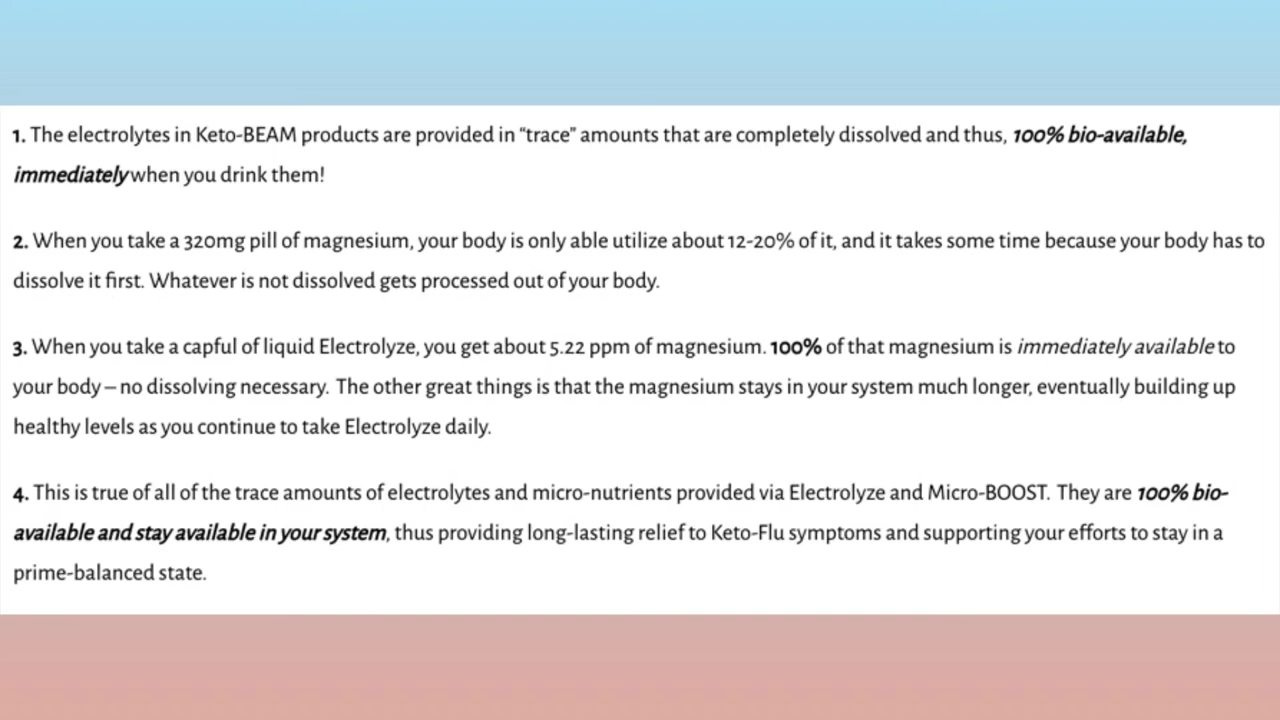 1. The electrolytes in Keto-BEAM products are provided in “trace” amounts that are completely dissolved and thus, 100% bio-available,
immediately when you drink them!
2. When you take a 320mg pill of magnesium, your body is only able utilize about 12-20% of it, and it takes some time because your body has to
dissolve it first. Whatever is not dissolved gets processed out of your body.
3. When you take a capful of liquid Electrolyze, you get about 5.22 ppm of magnesium. 100% of that magnesium is immediately available to
your body – no dissolving necessary. The other great things is that the magnesium stays in your system much longer, eventually building up
healthy levels as you continue to take Electrolyze daily.
4. This is true of all of the trace amounts of electrolytes and micro-nutrients provided via Electrolyze and Micro-BOOST. They are 100% bio-
available and stay available in your system, thus providing long-lasting relief to Keto-Flu symptoms and supporting your efforts to stay in a
prime-balanced state.